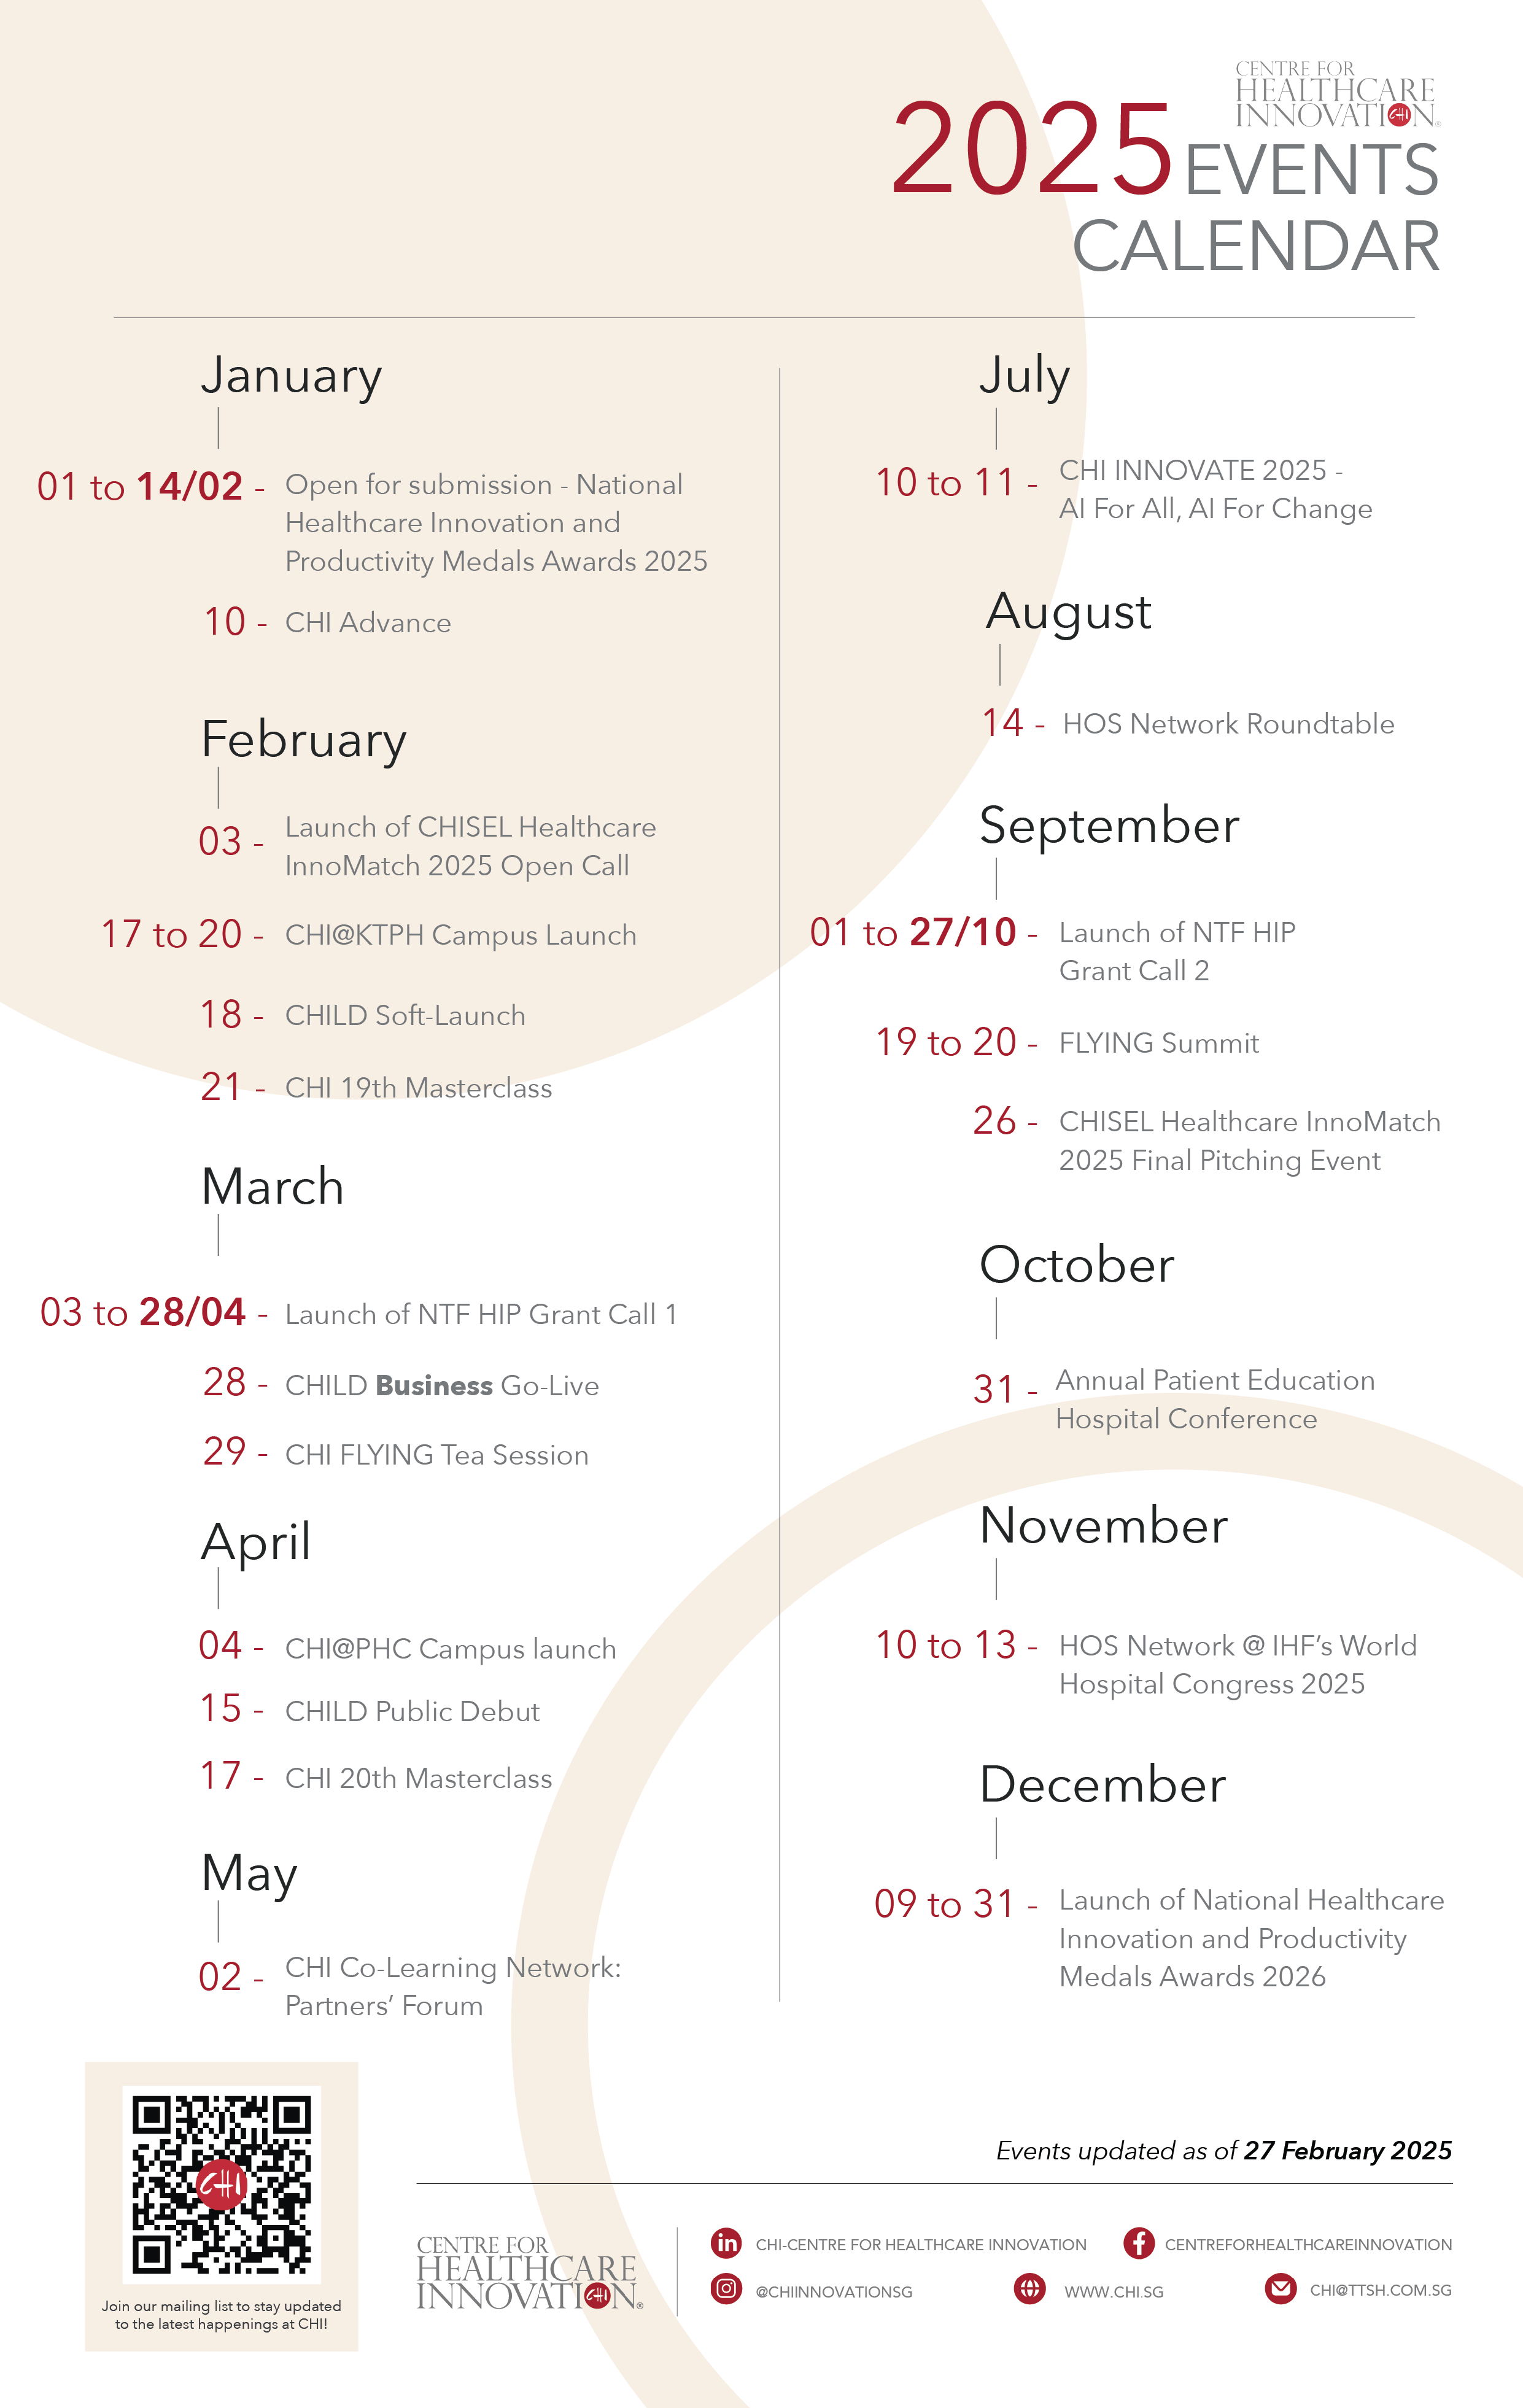 CENTRE FOR
HEALTHCARE
INNOVATION®
2025 EVENTS
CALENDAR
January
01 to 14/02 - Open for submission - National
Healthcare Innovation and
Productivity Medals Awards 2025
10 - CHI Advance
February
03 - Launch of CHISEL Healthcare
InnoMatch 2025 Open Call
17 to 20 - CHI@KTPH Campus Launch
18 - CHILD Soft-Launch
21 - CHI 19th Masterclass
March
03 to 28/04 - Launch of NTF HIP Grant Call 1
28 - CHILD Business Go-Live
29 - CHI FLYING Tea Session
April
04 - CHI@PHC Campus launch
15 - CHILD Public Debut
17 - CHI 20th Masterclass
May
02 - CHI Co-Learning Network:
Partners’ Forum
July
10 to 11 - CHI INNOVATE 2025 -
AI For All, AI For Change
August
14 - HOS Network Roundtable
September
01 to 27/10 - Launch of NTF HIP
Grant Call 2
19 to 20 - FLYING Summit
26 - CHISEL Healthcare InnoMatch
2025 Final Pitching Event
October
31 - Annual Patient Education
Hospital Conference
November
10 to 13 - HOS Network @ IHF’s World
Hospital Congress 2025
December
09 to 31 - Launch of National Healthcare
Innovation and Productivity
Medals Awards 2026
CHI
Join our mailing list to stay updated
to the latest happenings at CHI!
Events updated as of 27 February 2025
CENTRE FOR
HEALTHCARE
INNOVATION®
in CHI-CENTRE FOR HEALTHCARE INNOVATION
f CENTREFORHEALTHCAREINNOVATION
@CHIINNOVATIONSG
WWW.CHI.SG
CHI@TTSH.COM.SG